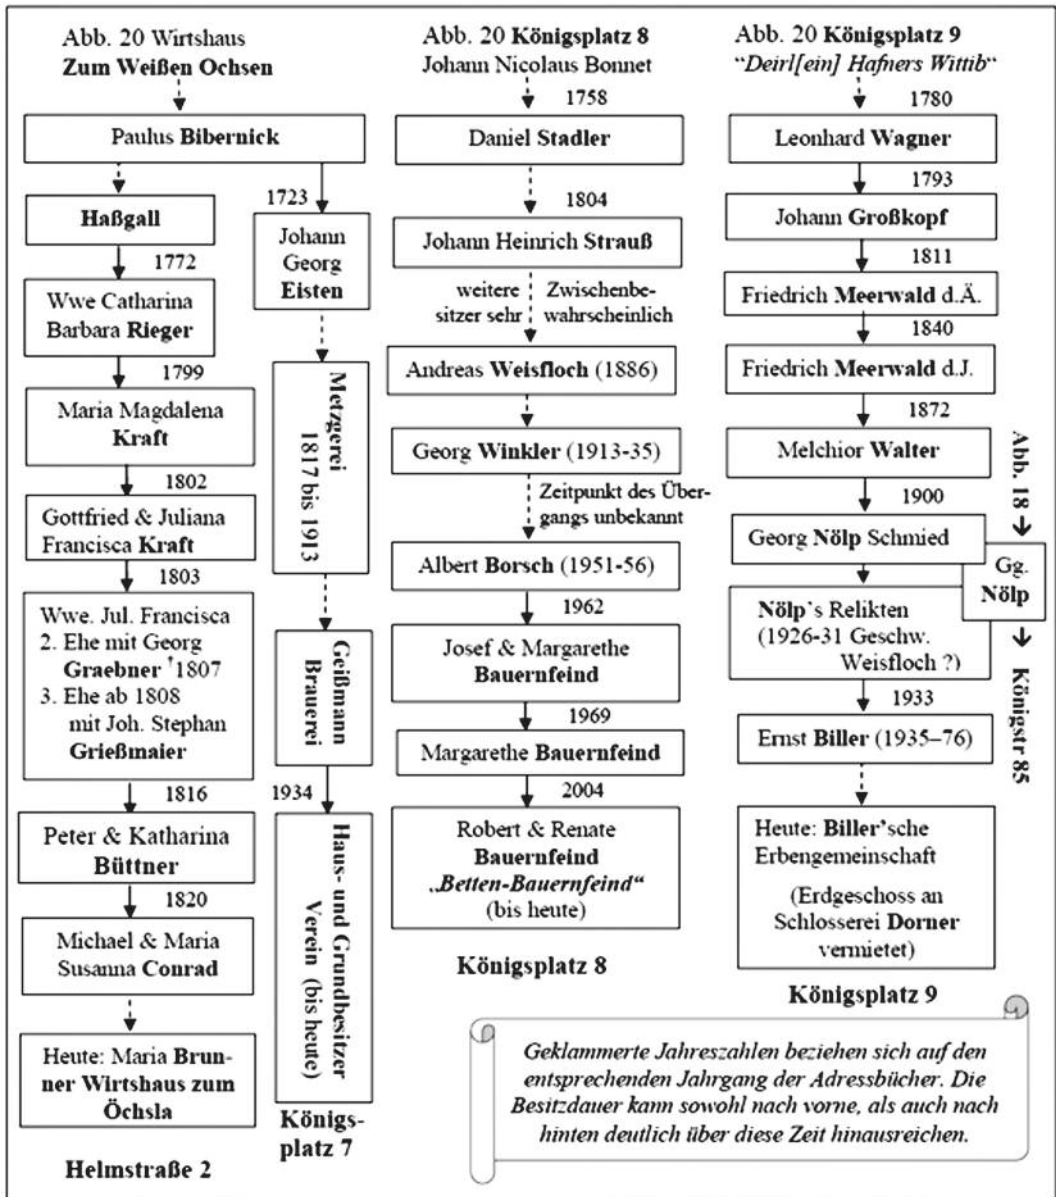 Abb. 20 Wirtshaus
Zum Weißen Ochsen
Paulus Bibernick
Haßgall
1772
Wwe Catharina
Barbara Rieger
1799
Maria Magdalena
Kraft
1802
Gottfried & Juliana
Francisca Kraft
1803
Wwe. Jul. Francisca
2. Ehe mit Georg
Graebner †1807
3. Ehe ab 1808
mit Joh. Stephan
Grießmaier
1816
Peter & Katharina
Büttner
1820
Michael & Maria
Susanna Conrad
Heute: Maria Brun-
ner Wirtshaus zum
Öchsla
Helmstraße 2
1723
Johann
Georg
Eisten
Metzgerei
1817 bis 1913
Geißmann
Brauerei
1934
Haus- und Grundbesitzer
Verein (bis heute)
Königs-
platz 7
Abb. 20 Königsplatz 8
Johann Nicolaus Bonnet
1758
Daniel Stadler
1804
Johann Heinrich Strauß
weitere Zwischenbe-
sitzer sehr wahrscheinlich
Andreas Weisfloch (1886)
Georg Winkler (1913-35)
Zeitpunkt des Über-
gangs unbekannt
Albert Borsch (1951-56)
1962
Josef & Margarethe
Bauernfeind
1969
Margarethe Bauernfeind
2004
Robert & Renate
Bauernfeind
„Betten-Bauernfeind“
(bis heute)
Königsplatz 8
Abb. 20 Königsplatz 9
“Deirl[ein] Hafners Wittib“
1780
Leonhard Wagner
1793
Johann Großkopf
1811
Friedrich Meerwald d.Ä.
1840
Friedrich Meerwald d.J.
1872
Melchior Walter
1900
Georg Nölp Schmied
Nölp`s Relikten
(1926-31 Geschw.
Weisfloch ?)
1933
Ernst Biller (1935–76)
Heute: Biller’sche
Erbengemeinschaft
(Erdgeschoss an
Schlosserei Dorner
vermietet)
Königsplatz 9
Abb. 18
Gg.
Nölp
Königstr 85
Geklammerte Jahreszahlen beziehen sich auf den
entsprechenden Jahrgang der Adressbücher. Die
Besitzdauer kann sowohl nach vorne, als auch nach
hinten deutlich über diese Zeit hinausreichen.